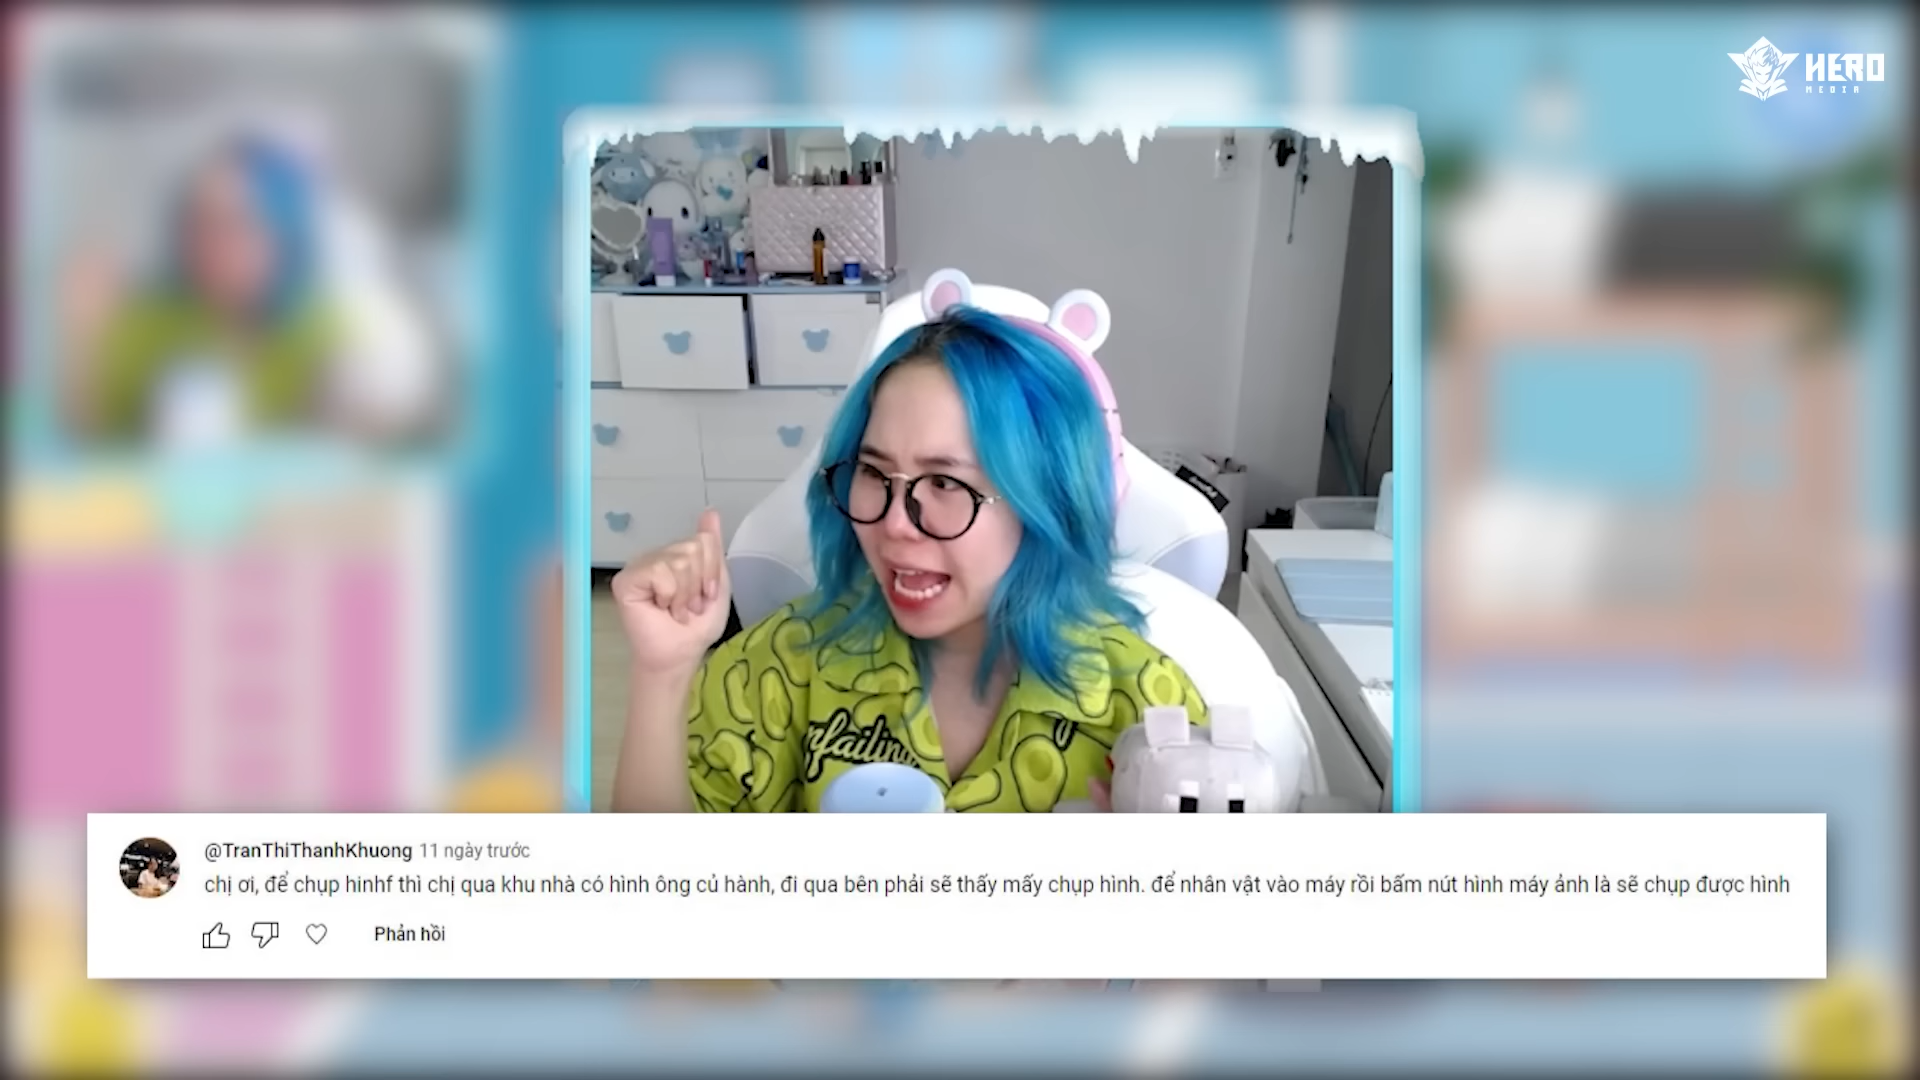 HERO
MEDIA
nfailing
@TranThiThanhKhuong 11 ngày trước
chị ơi, để chụp hinhf thì chị qua khu nhà có hình ông củ hành, đi qua bên phải sẽ thấy mấy chụp hình. để nhân vật vào máy rồi bấm nút hình máy ảnh là sẽ chụp được hình
Phản hồi